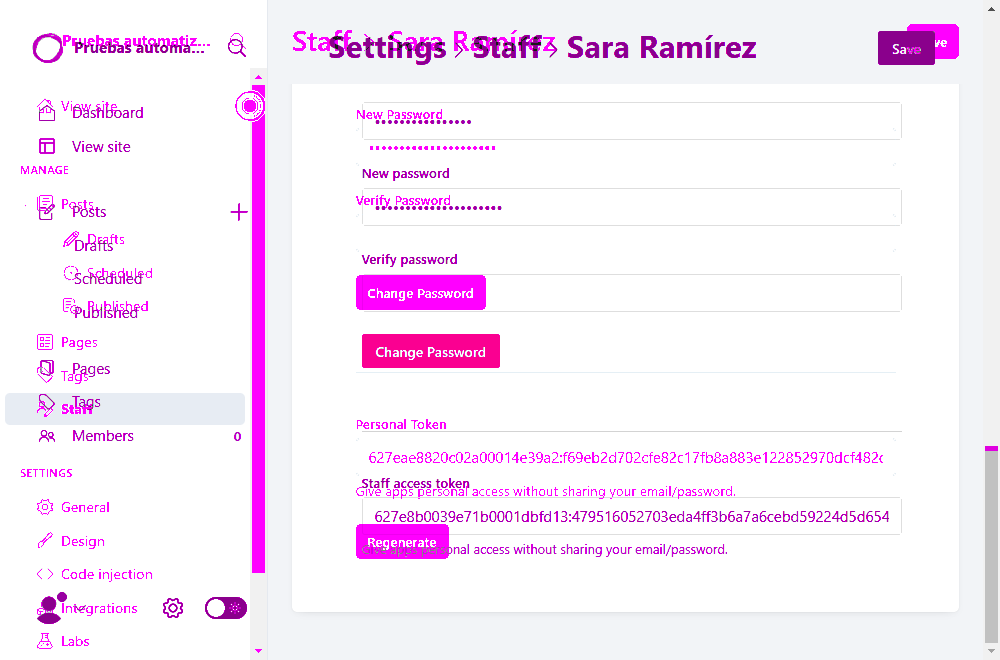 Pruebas automatiz...
Pruebas automa...
Staff › Sara Ramírez
Settings › Staff › Sara Ramírez
Save
View site
Dashboard
View site
MANAGE
Posts
Posts
Drafts
Drafts
Scheduled
Scheduled
Published
Published
Pages
Pages
Tags
Tags
Staff
Members 0
SETTINGS
General
Design
Code injection
Integrations
Labs
New Password
New password
Verify Password
Verify password
Change Password
Change Password
Personal Token
627eae8820c02a00014e39a2:f69eb2d702cfe82c17fb8a883e122852970dcf482c
Staff access token
Give apps personal access without sharing your email/password.
627e8b0039e71b0001dbfd13:479516052703eda4ff3b6a7a6cebd59224d5d654
Regenerate
Give apps personal access without sharing your email/password.